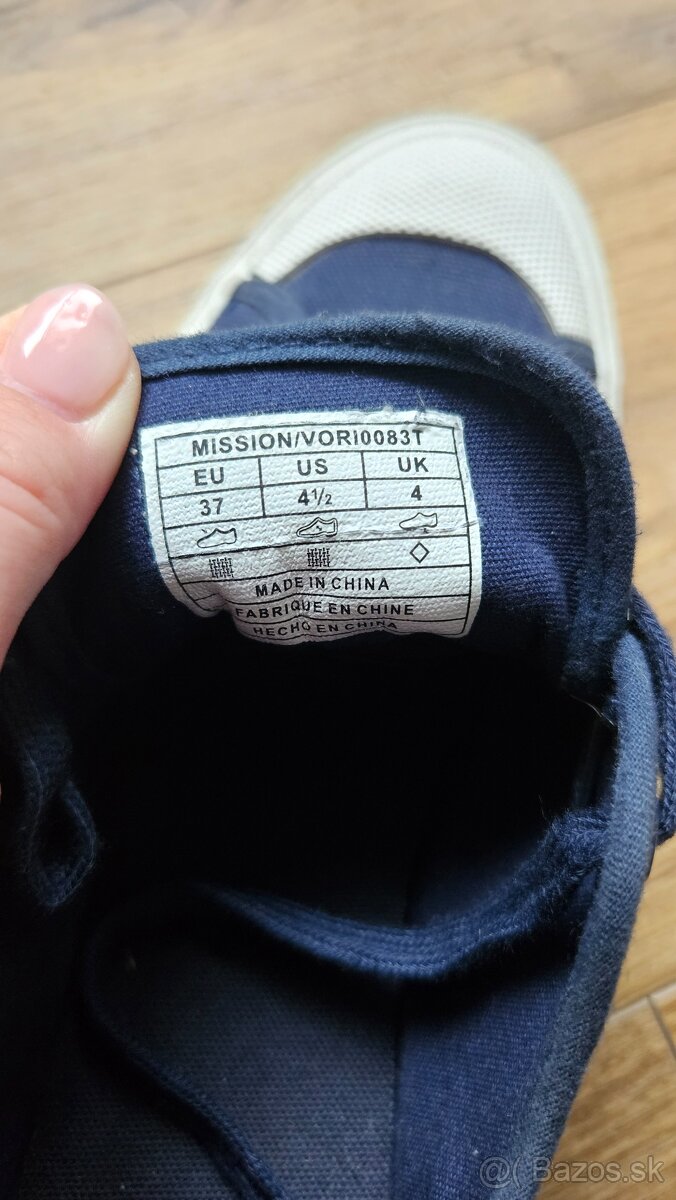 MISSION/VORI0083T
EU US UK
37 4½ 4
MADE IN CHINA
FABRIQUE EN CHINE
HECHO EN CHINA
@( Bazos.sk